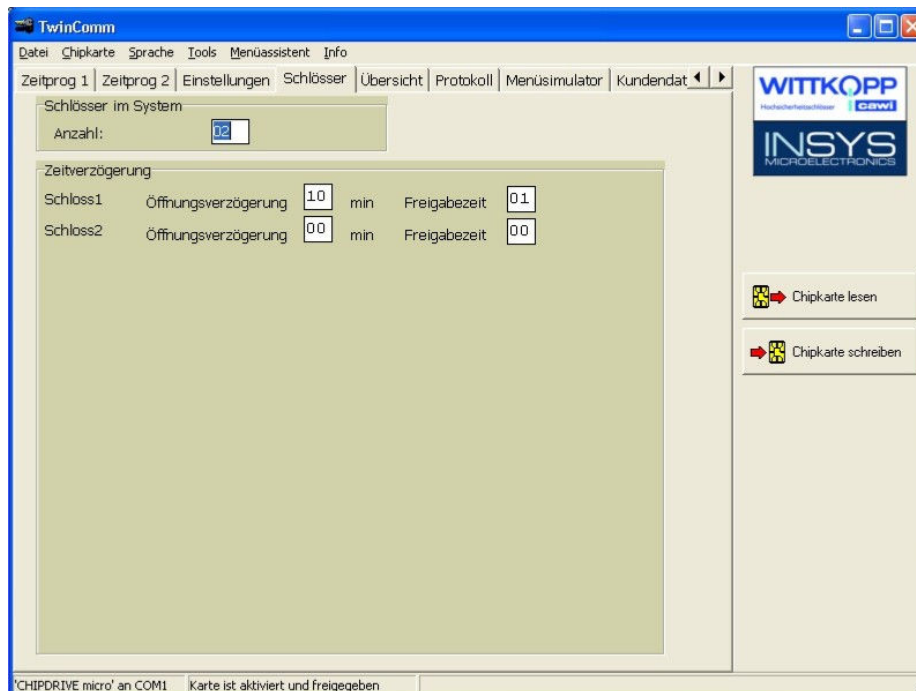 TwinComm
Datei Chipkarte Sprache Tools Menüassistent Info
Zeitprog 1 Zeitprog 2 Einstellungen Schlösser Übersicht Protokoll Menüsimulator Kundendat
WITTKOPP
Hochsicherheitsschlösser cawi
INSYS
MICROELECTRONICS
Schlösser im System
Anzahl: 02
Zeitverzögerung
Schloss1 Öffnungsverzögerung 10 min Freigabezeit 01
Schloss2 Öffnungsverzögerung 00 min Freigabezeit 00
Chipkarte lesen
Chipkarte schreiben
'CHIPDRIVE micro' an COM1 Karte ist aktiviert und freigegeben